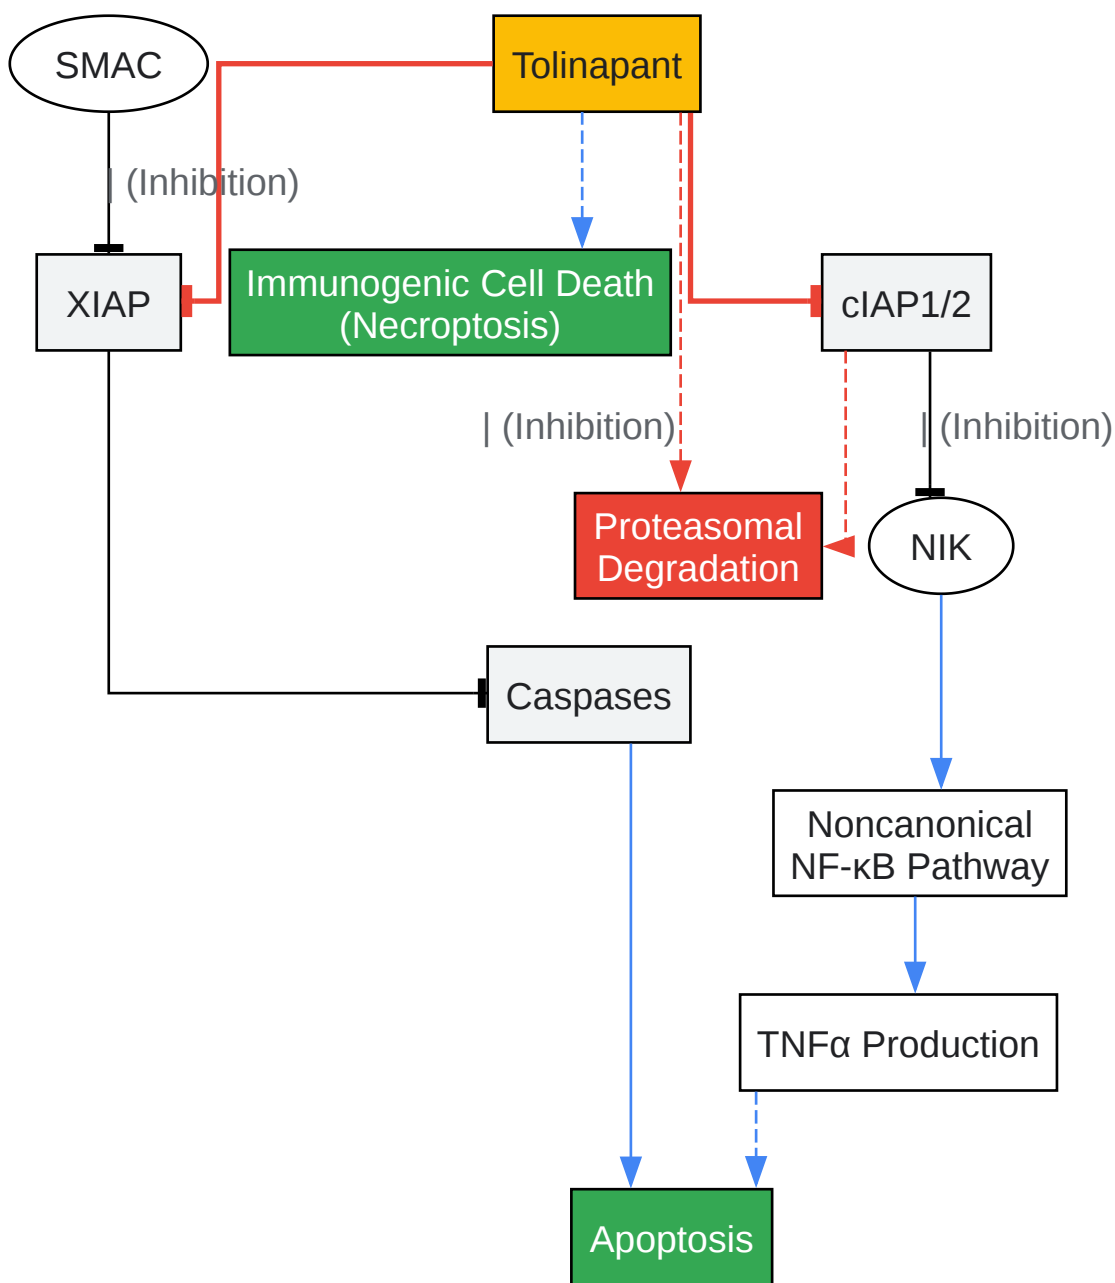 SMAC
Tolinapant
| (Inhibition)
XIAP
Immunogenic Cell Death
(Necroptosis)
cIAP1/2
| (Inhibition)
| (Inhibition)
Proteasomal
Degradation
NIK
Caspases
Noncanonical
NF-κB Pathway
TNFα Production
Apoptosis